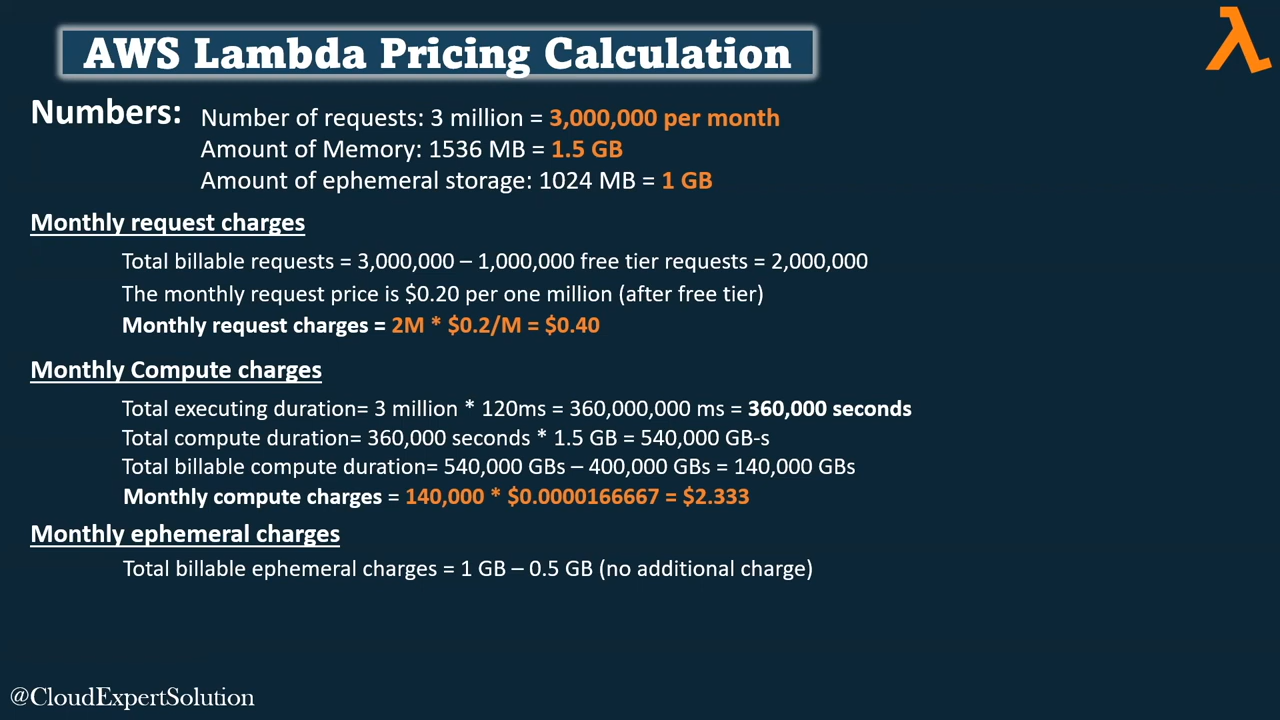 AWS Lambda Pricing Calculation
Numbers:
Number of requests: 3 million = 3,000,000 per month
Amount of Memory: 1536 MB = 1.5 GB
Amount of ephemeral storage: 1024 MB = 1 GB
Monthly request charges
Total billable requests = 3,000,000 – 1,000,000 free tier requests = 2,000,000
The monthly request price is $0.20 per one million (after free tier)
Monthly request charges = 2M * $0.2/M = $0.40
Monthly Compute charges
Total executing duration= 3 million * 120ms = 360,000,000 ms = 360,000 seconds
Total compute duration= 360,000 seconds * 1.5 GB = 540,000 GB-s
Total billable compute duration= 540,000 GBs – 400,000 GBs = 140,000 GBs
Monthly compute charges = 140,000 * $0.0000166667 = $2.333
Monthly ephemeral charges
Total billable ephemeral charges = 1 GB – 0.5 GB (no additional charge)
@CloudExpertSolution